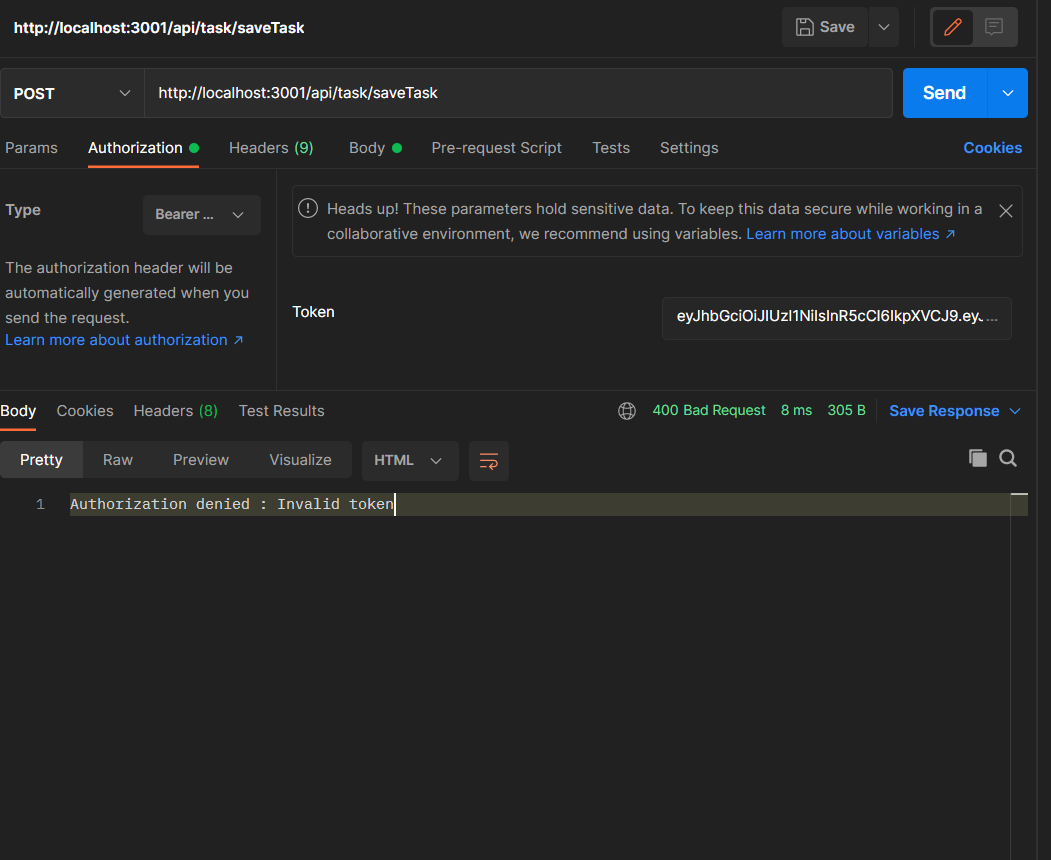 http://localhost:3001/api/task/saveTask
Save
POST
http://localhost:3001/api/task/saveTask
Send
Params Authorization Headers (9) Body Pre-request Script Tests Settings Cookies
Type
Bearer ...
The authorization header will be
automatically generated when you
send the request.
Learn more about authorization ↗
Heads up! These parameters hold sensitive data. To keep this data secure while working in a
collaborative environment, we recommend using variables. Learn more about variables ↗
Token
eyJhbGciOiJIUzI1NiIsInR5cCI6IkpXVCJ9.eyJ...
Body Cookies Headers (8) Test Results
400 Bad Request 8 ms 305 B Save Response
Pretty Raw Preview Visualize HTML
1 Authorization denied : Invalid token